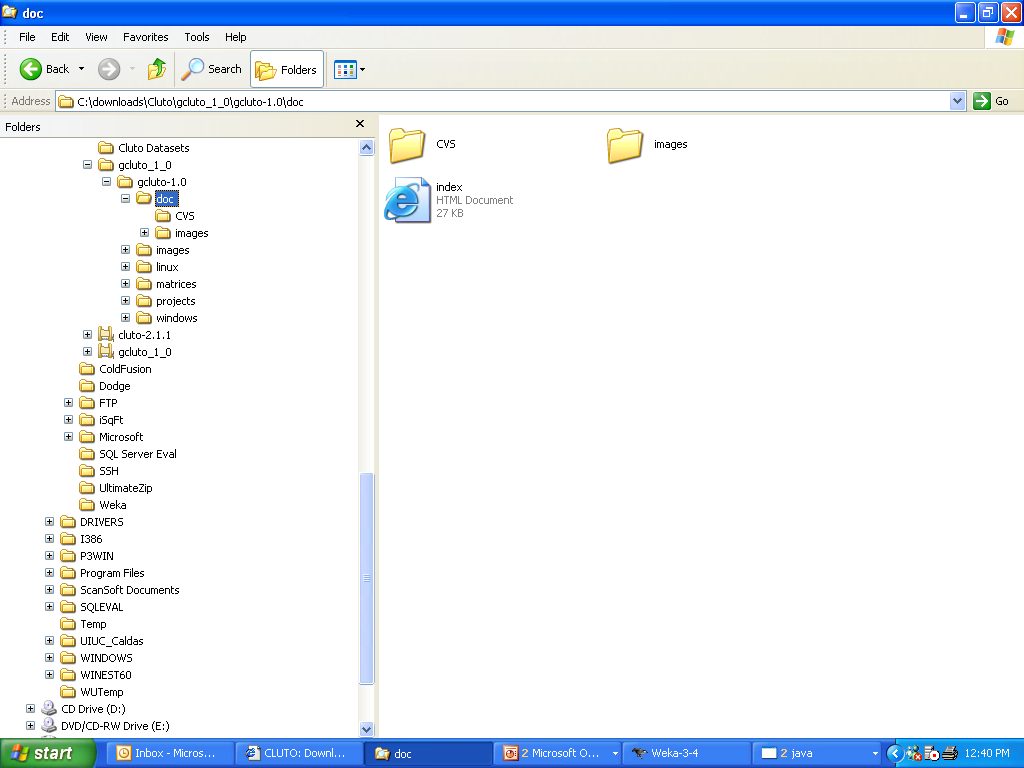 doc
File Edit View Favorites Tools Help
Back Search Folders
Address C:\downloads\Cluto\gcluto_1_0\gcluto-1.0\doc Go
Folders
Cluto Datasets
gcluto_1_0
gcluto-1.0
doc
CVS
images
images
linux
matrices
projects
windows
cluto-2.1.1
gcluto_1_0
ColdFusion
Dodge
FTP
iSqFt
Microsoft
SQL Server Eval
SSH
UltimateZip
Weka
DRIVERS
I386
P3WIN
Program Files
ScanSoft Documents
SQLEVAL
Temp
UIUC_Caldas
WINDOWS
WINEST60
WUTemp
CD Drive (D:)
DVD/CD-RW Drive (E:)
CVS
images
index
HTML Document
27 KB
start Inbox - Micros... CLUTO: Downl... doc 2 Microsoft O... Weka-3-4 2 java 12:40 PM